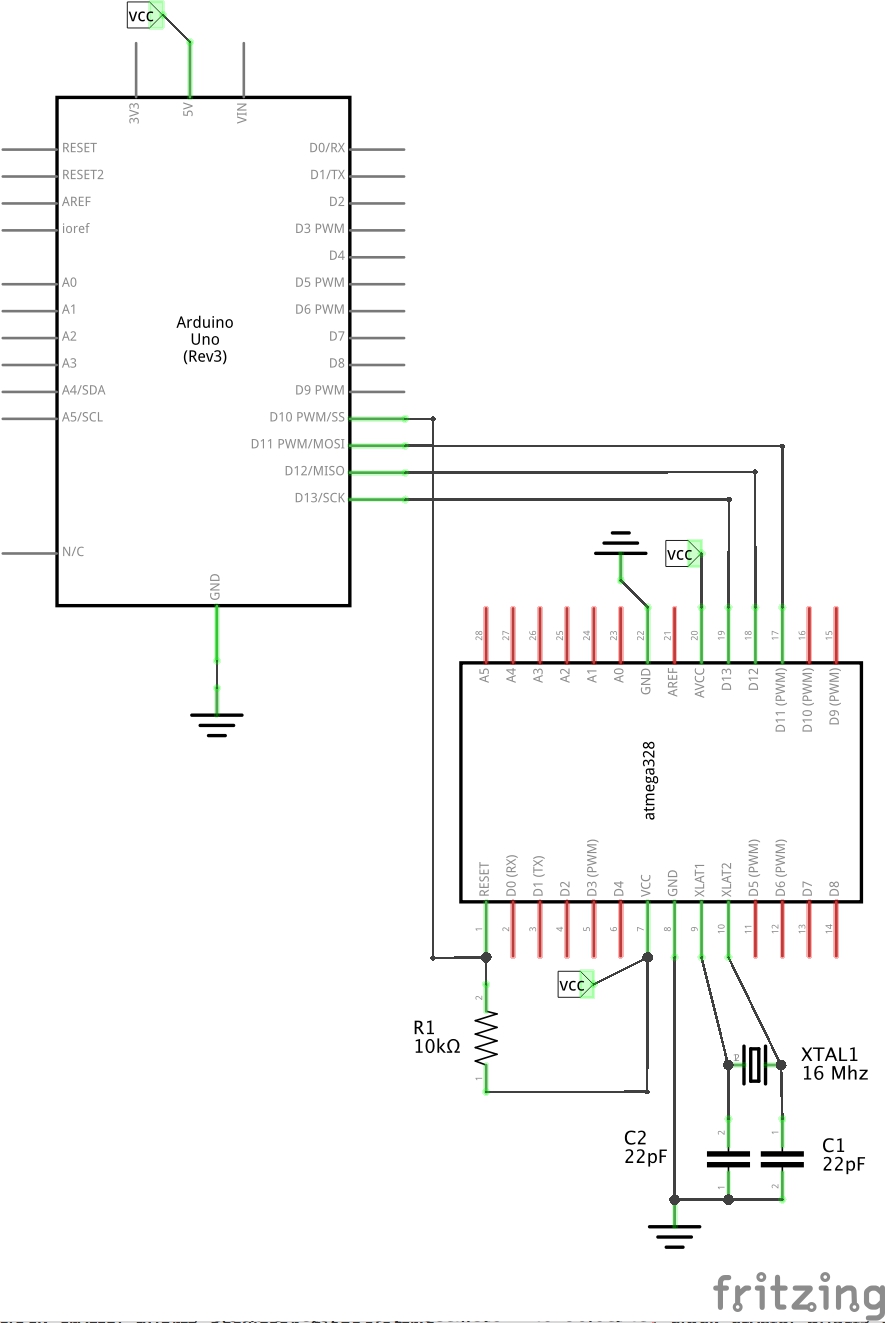 VCC
3V3
5V
VIN
RESET
D0/RX
RESET2
D1/TX
AREF
D2
ioref
D3 PWM
D4
A0
D5 PWM
A1
D6 PWM
A2
D7
A3
D8
A4/SDA
D9 PWM
A5/SCL
D10 PWM/SS
D11 PWM/MOSI
D12/MISO
D13/SCK
N/C
GND
Arduino
Uno
(Rev3)
VCC
28
27
26
25
24
23
22
21
20
19
18
17
16
15
A5
A4
A3
A2
A1
A0
GND
AREF
AVCC
D13
D12
D11 (PWM)
D10 (PWM)
D9 (PWM)
atmega328
RESET
D0 (RX)
D1 (TX)
D2
D3 (PWM)
D4
VCC
GND
XLAT1
XLAT2
D5 (PWM)
D6 (PWM)
D7
D8
1
2
3
4
5
6
7
8
9
10
11
12
13
14
VCC
2
R1
10kΩ
1
XTAL1
16 Mhz
C2
22pF
2
1
1
2
C1
22pF
fritzing